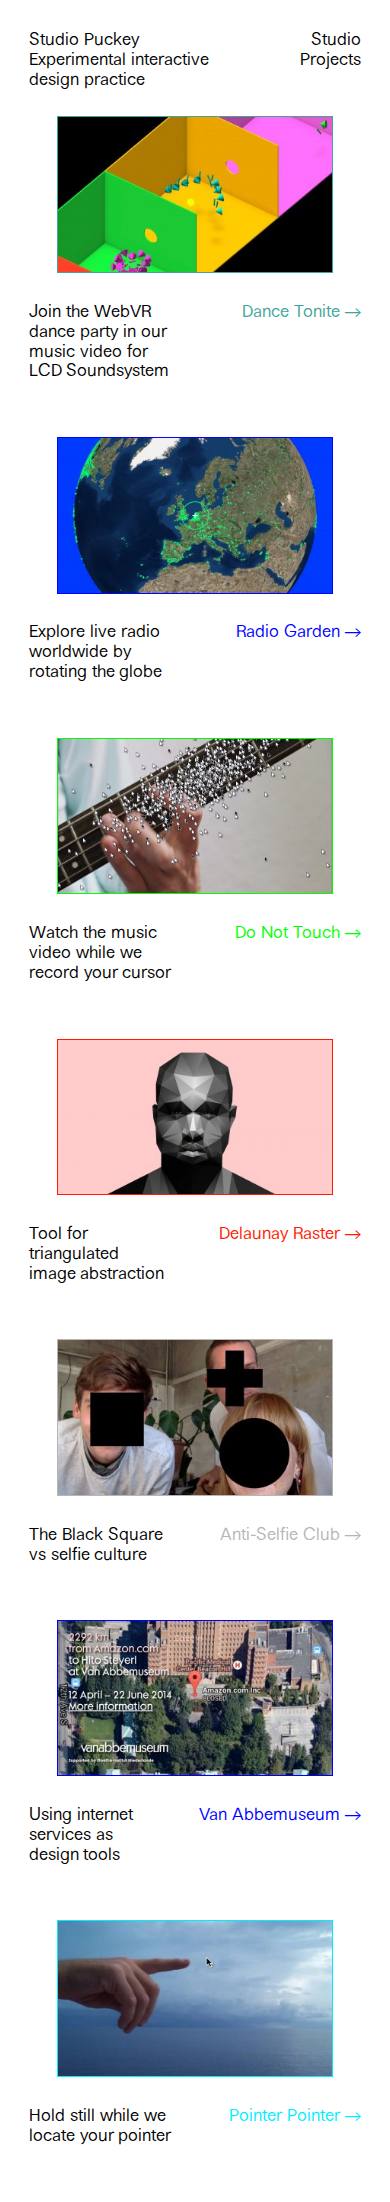 Studio Puckey
Experimental interactive
design practice
Studio
Projects
Join the WebVR
dance party in our
music video for
LCD Soundsystem
Dance Tonite →
Explore live radio
worldwide by
rotating the globe
Radio Garden →
Watch the music
video while we
record your cursor
Do Not Touch →
Tool for
triangulated
image abstraction
Delaunay Raster →
The Black Square
vs selfie culture
Anti-Selfie Club →
2292 km
from Amazon.com
to Hito Steyerl
at Van Abbemuseum
12 April – 22 June 2014
More information
vanabbemuseum
Amazon.com Inc
CLOSED
Using internet
services as
design tools
Van Abbemuseum →
Hold still while we
locate your pointer
Pointer Pointer →